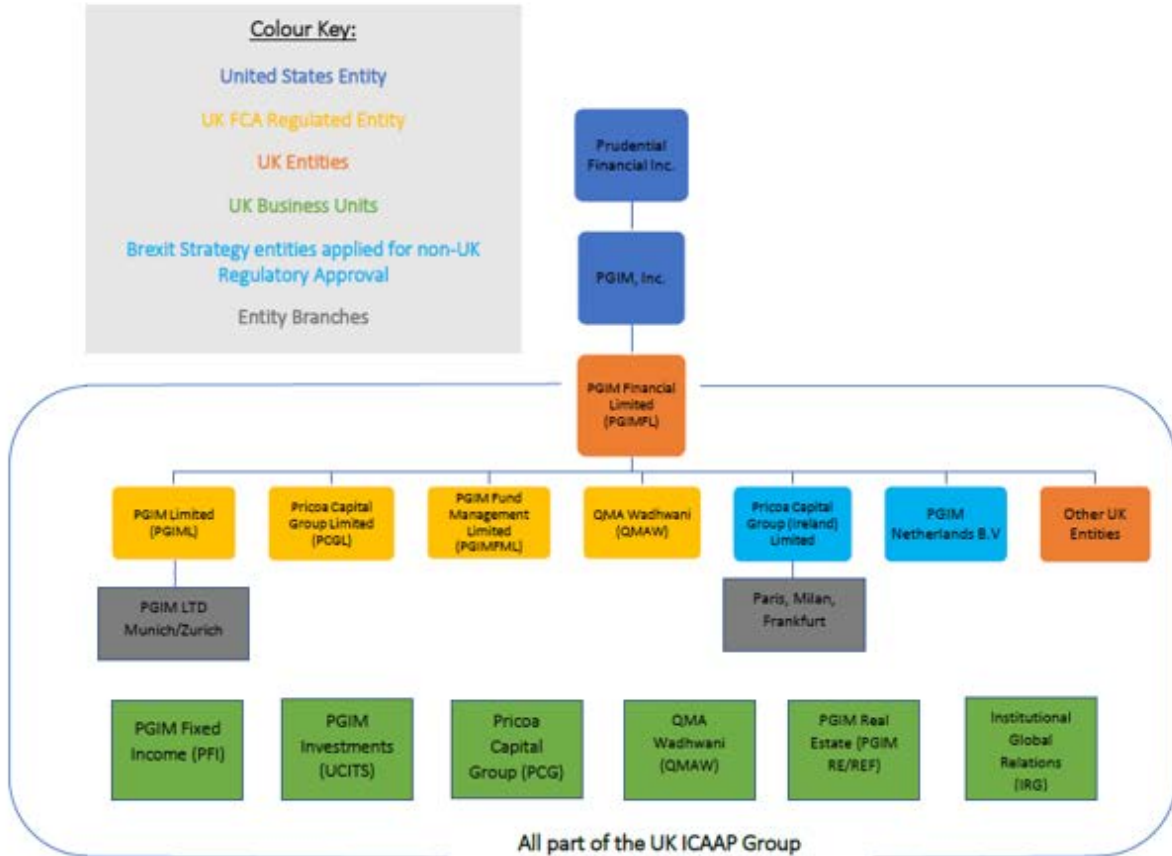 Colour Key:
United States Entity
UK FCA Regulated Entity
UK Entities
UK Business Units
Brexit Strategy entities applied for non-UK
Regulatory Approval
Entity Branches
Prudential
Financial Inc.
PGIM, Inc.
PGIM Financial
Limited
(PGIMFL)
PGIM Limited
(PGIML)
Pricoa Capital
Group Limited
(PCGL)
PGIM Fund
Management
Limited
(PGIMFML)
QMA Wadhwani
(QMAW)
Pricoa Capital
Group (Ireland)
Limited
PGIM
Netherlands B.V
Other UK
Entities
PGIM LTD
Munich/Zurich
Paris, Milan,
Frankfurt
PGIM Fixed
Income (PFI)
PGIM
Investments
(UCITS)
Pricoa
Capital
Group (PCG)
QMA
Wadhwani
(QMAW)
PGIM Real
Estate (PGIM
RE/REF)
Institutional
Global
Relations
(IRG)
All part of the UK ICAAP Group